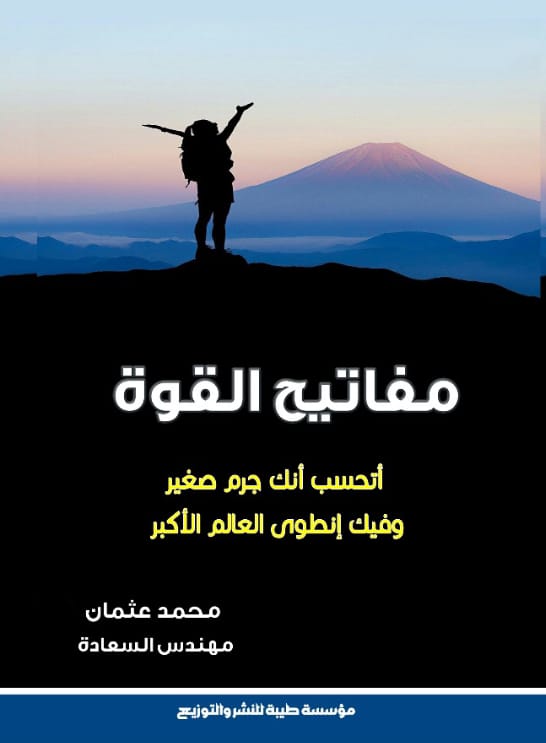 مفاتيح القوة
أتحسب أنك جرم صغير
وفيك إنطوى العالم الأكبر
محمد عثمان
مهندس السعادة
مؤسسة طيبة للنشر والتوزيع